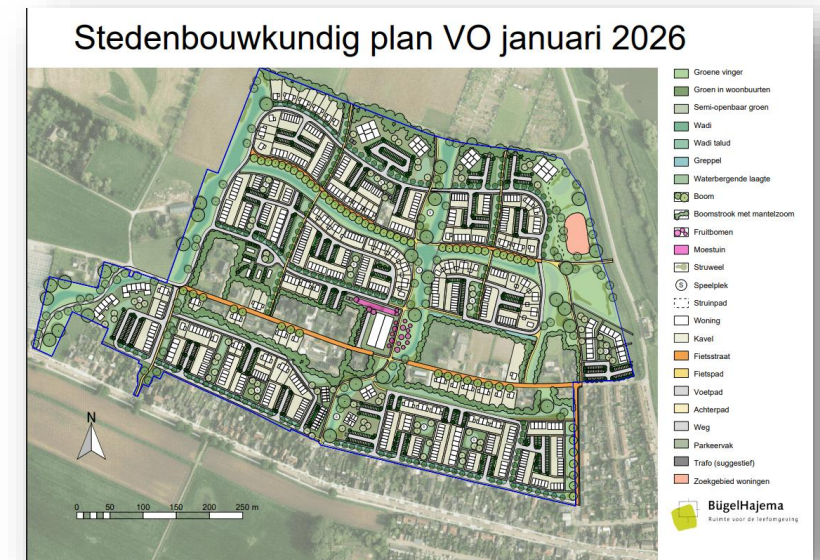 Stedenbouwkundig plan VO januari 2026
Groene vinger
Groen in woonbuurten
Semi-openbaar groen
Wadi
Wadi talud
Greppel
Waterbergende laagte
Boom
Boomstrook met mantelzoom
Fruitbomen
Moestuin
Struweel
S Speelplek
Struinpad
Woning
Kavel
Fietsstraat
Fietspad
Voetpad
Achterpad
Weg
Parkeervak
Trafo (suggestief)
Zoekgebied woningen
N
0 50 100 150 200 250 m
BügelHajema
Ruimte voor de leefomgeving